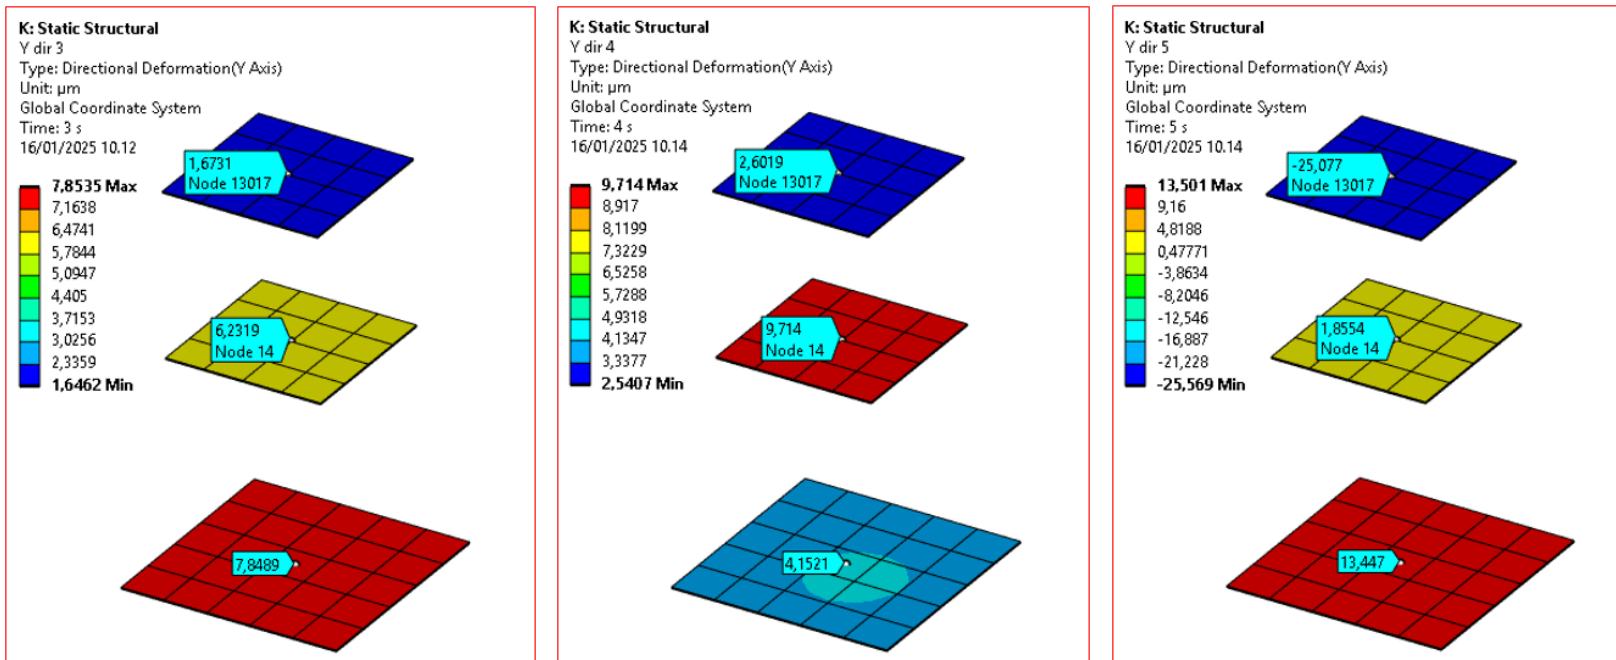 K: Static Structural
Y dir 3
Type: Directional Deformation(Y Axis)
Unit: µm
Global Coordinate System
Time: 3 s
16/01/2025 10.12
7,8535 Max
7,1638
6,4741
5,7844
5,0947
4,405
3,7153
3,0256
2,3359
1,6462 Min
1,6731
Node 13017
6,2319
Node 14
7,8489
K: Static Structural
Y dir 4
Type: Directional Deformation(Y Axis)
Unit: µm
Global Coordinate System
Time: 4 s
16/01/2025 10.14
9,714 Max
8,917
8,1199
7,3229
6,5258
5,7288
4,9318
4,1347
3,3377
2,5407 Min
2,6019
Node 13017
9,714
Node 14
4,1521
K: Static Structural
Y dir 5
Type: Directional Deformation(Y Axis)
Unit: µm
Global Coordinate System
Time: 5 s
16/01/2025 10.14
13,501 Max
9,16
4,8188
0,47771
-3,8634
-8,2046
-12,546
-16,887
-21,228
-25,569 Min
-25,077
Node 13017
1,8554
Node 14
13,447